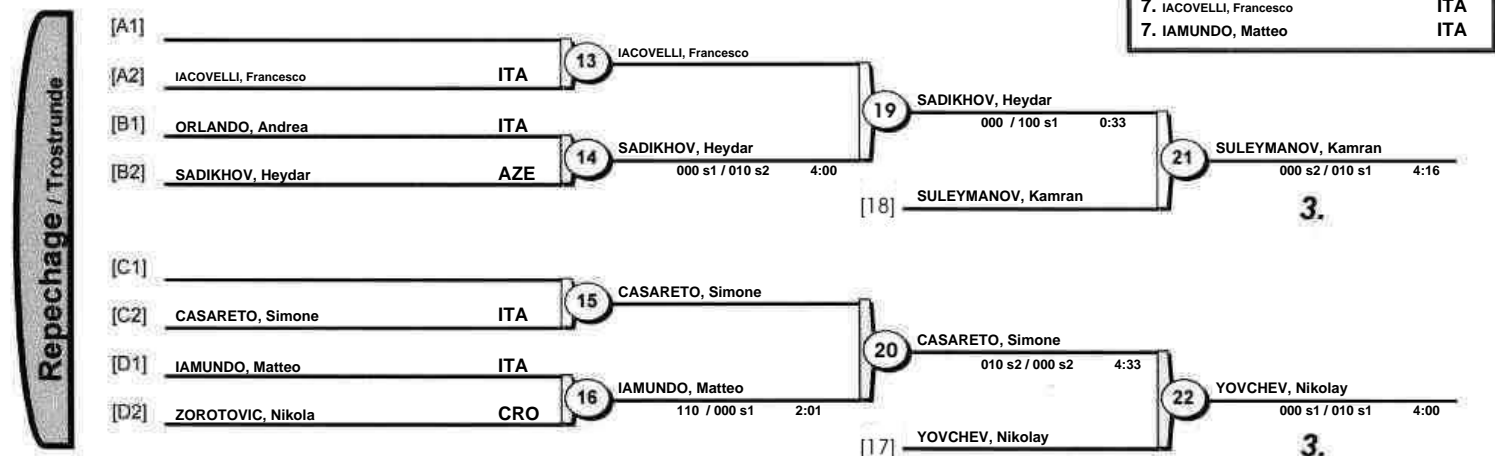 7. IACOVELLI, Francesco ITA
7. IAMUNDO, Matteo ITA
Repechage / Trostrunde
[A1]
[A2] IACOVELLI, Francesco ITA
13 IACOVELLI, Francesco
[B1] ORLANDO, Andrea ITA
[B2] SADIKHOV, Heydar AZE
14 SADIKHOV, Heydar
000 s1 / 010 s2 4:00
19 SADIKHOV, Heydar
000 / 100 s1 0:33
[18] SULEYMANOV, Kamran
21 SULEYMANOV, Kamran
000 s2 / 010 s1 4:16
3.
[C1]
[C2] CASARETO, Simone ITA
15 CASARETO, Simone
[D1] IAMUNDO, Matteo ITA
[D2] ZOROTOVIC, Nikola CRO
16 IAMUNDO, Matteo
110 / 000 s1 2:01
20 CASARETO, Simone
010 s2 / 000 s2 4:33
[17] YOVCHEV, Nikolay
22 YOVCHEV, Nikolay
000 s1 / 010 s1 4:00
3.